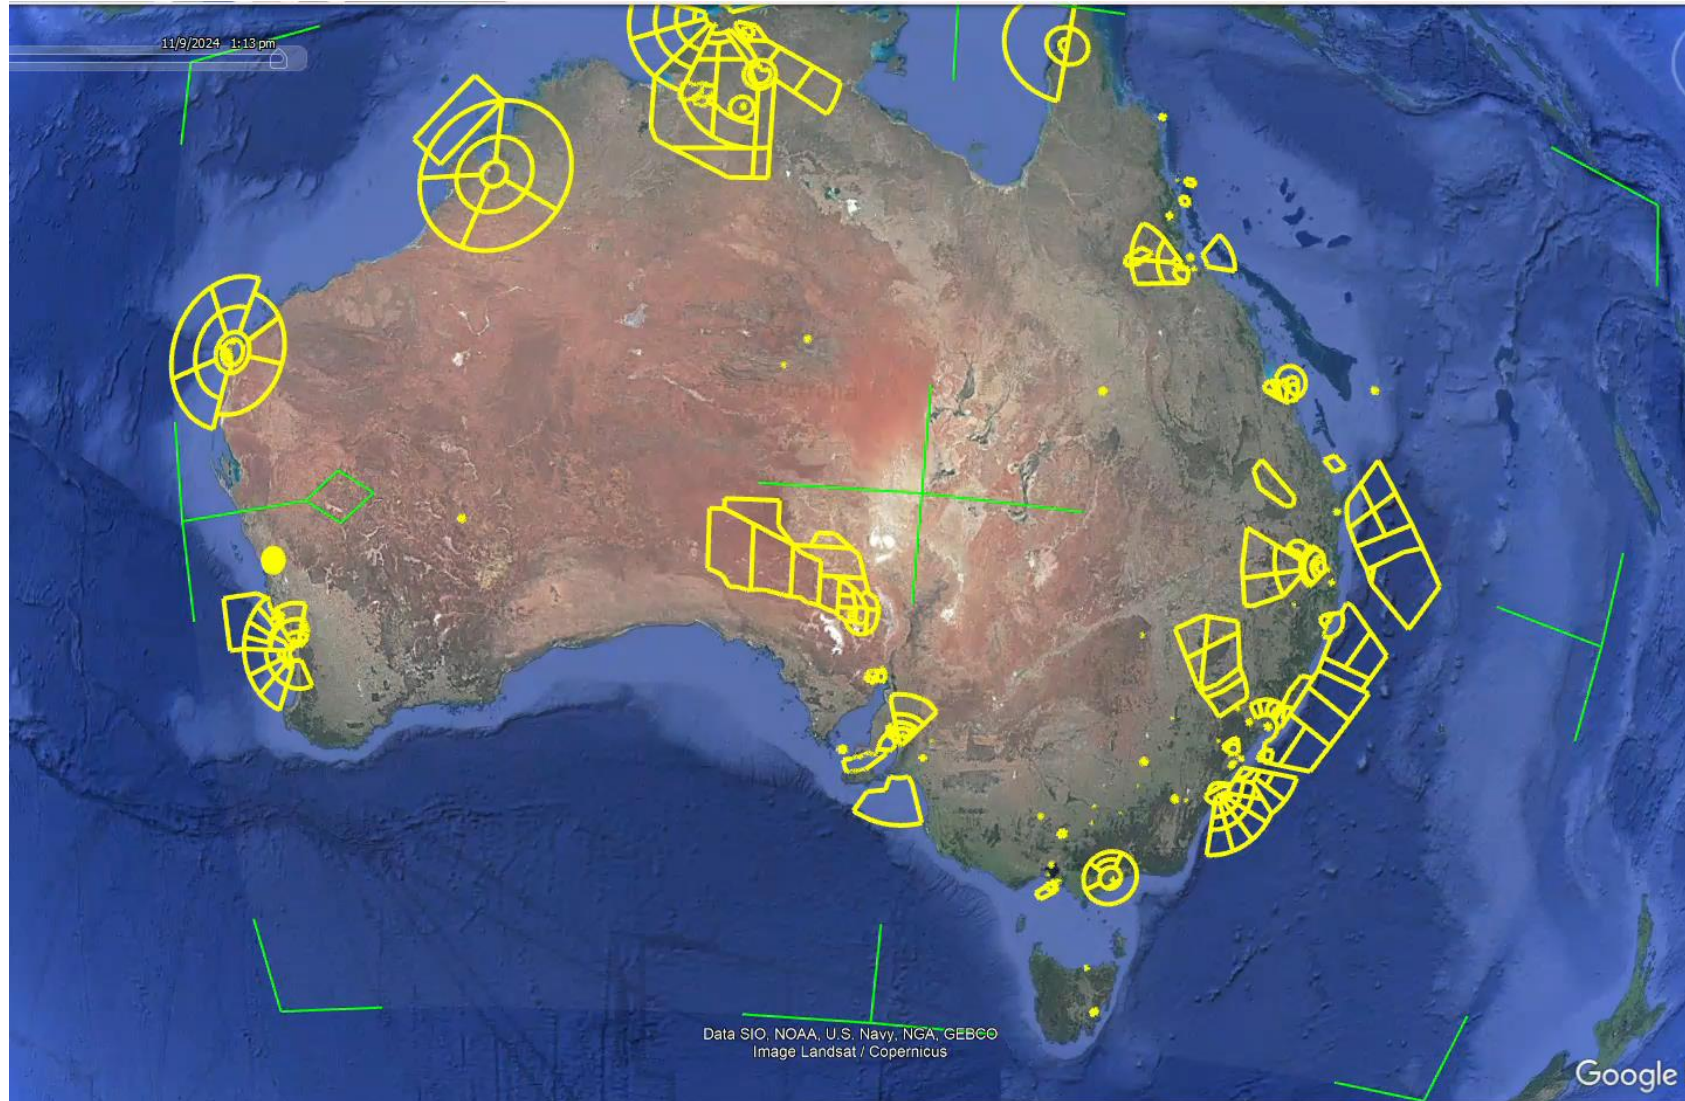 11/9/2024 1:13 pm
Data SIO, NOAA, U.S. Navy, NGA, GEBCO
Image Landsat / Copernicus
Google